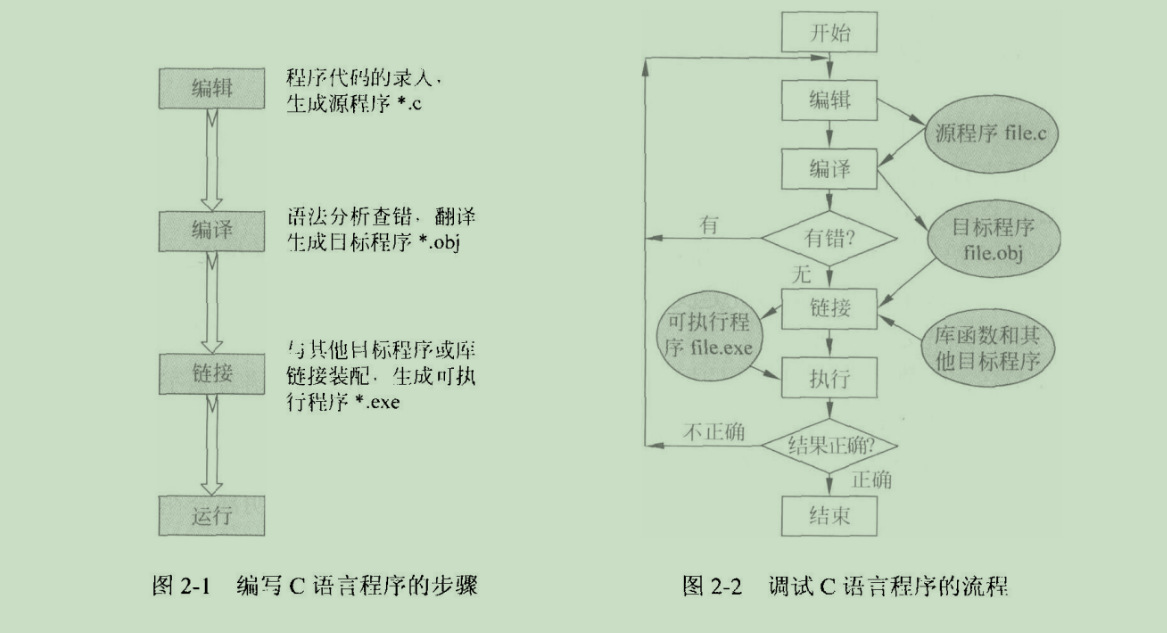 编辑
程序代码的录入，
生成源程序 *.c
编译
语法分析查错，翻译
生成目标程序 *.obj
链接
与其他目标程序或库
链接装配，生成可执
行程序 *.exe
运行
图 2-1 编写 C 语言程序的步骤
开始
编辑
源程序 file.c
编译
有
有错?
目标程序
file.obj
无
链接
可执行程
序 file.exe
库函数和其
他目标程序
执行
不正确
结果正确?
正确
结束
图 2-2 调试 C 语言程序的流程